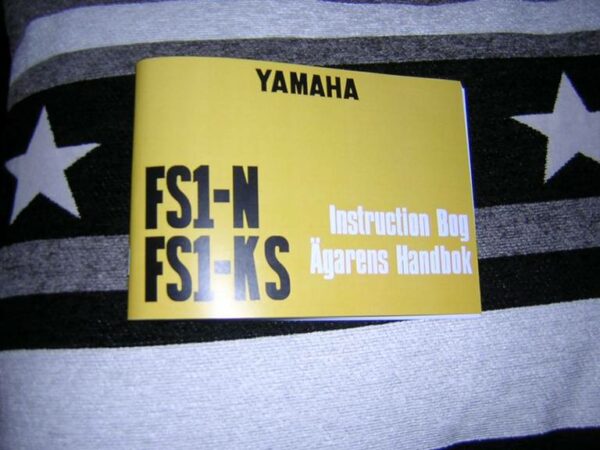 YAMAHA
FS1-N
FS1-KS
Instruction Bog
Ägarens Handbok